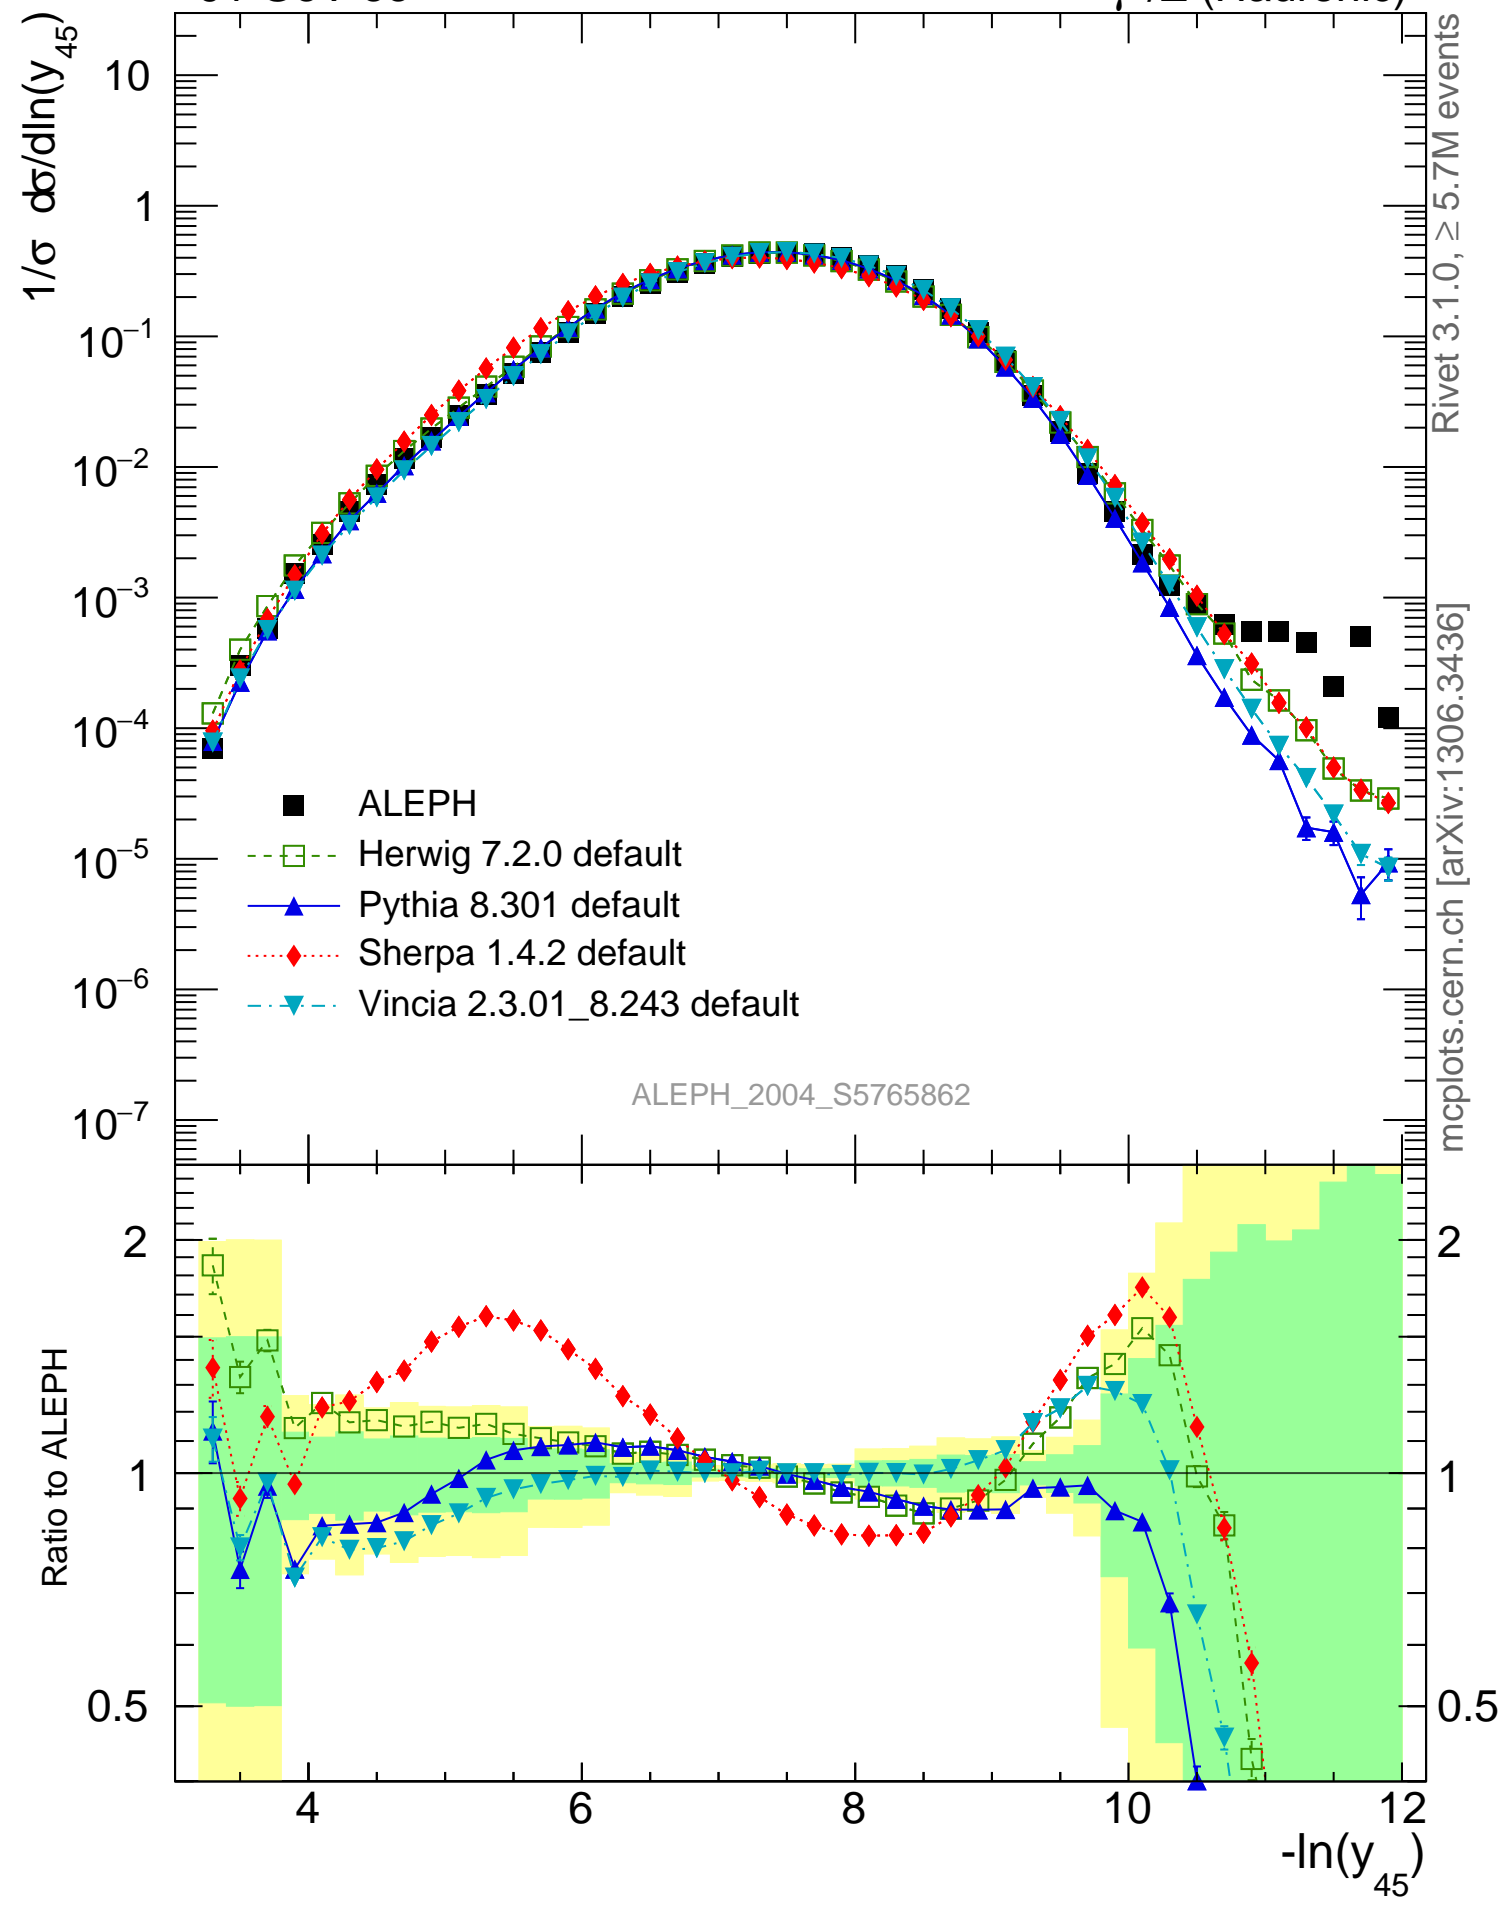 1/σ dσ/dln(y45)
10
1
10−1
10−2
10−3
10−4
10−5
10−6
10−7
ALEPH
Herwig 7.2.0 default
Pythia 8.301 default
Sherpa 1.4.2 default
Vincia 2.3.01_8.243 default
ALEPH_2004_S5765862
Rivet 3.1.0, ≥ 5.7M events
mcplots.cern.ch [arXiv:1306.3436]
Ratio to ALEPH
2
1
0.5
2
1
0.5
4 6 8 10 12
-ln(y45)